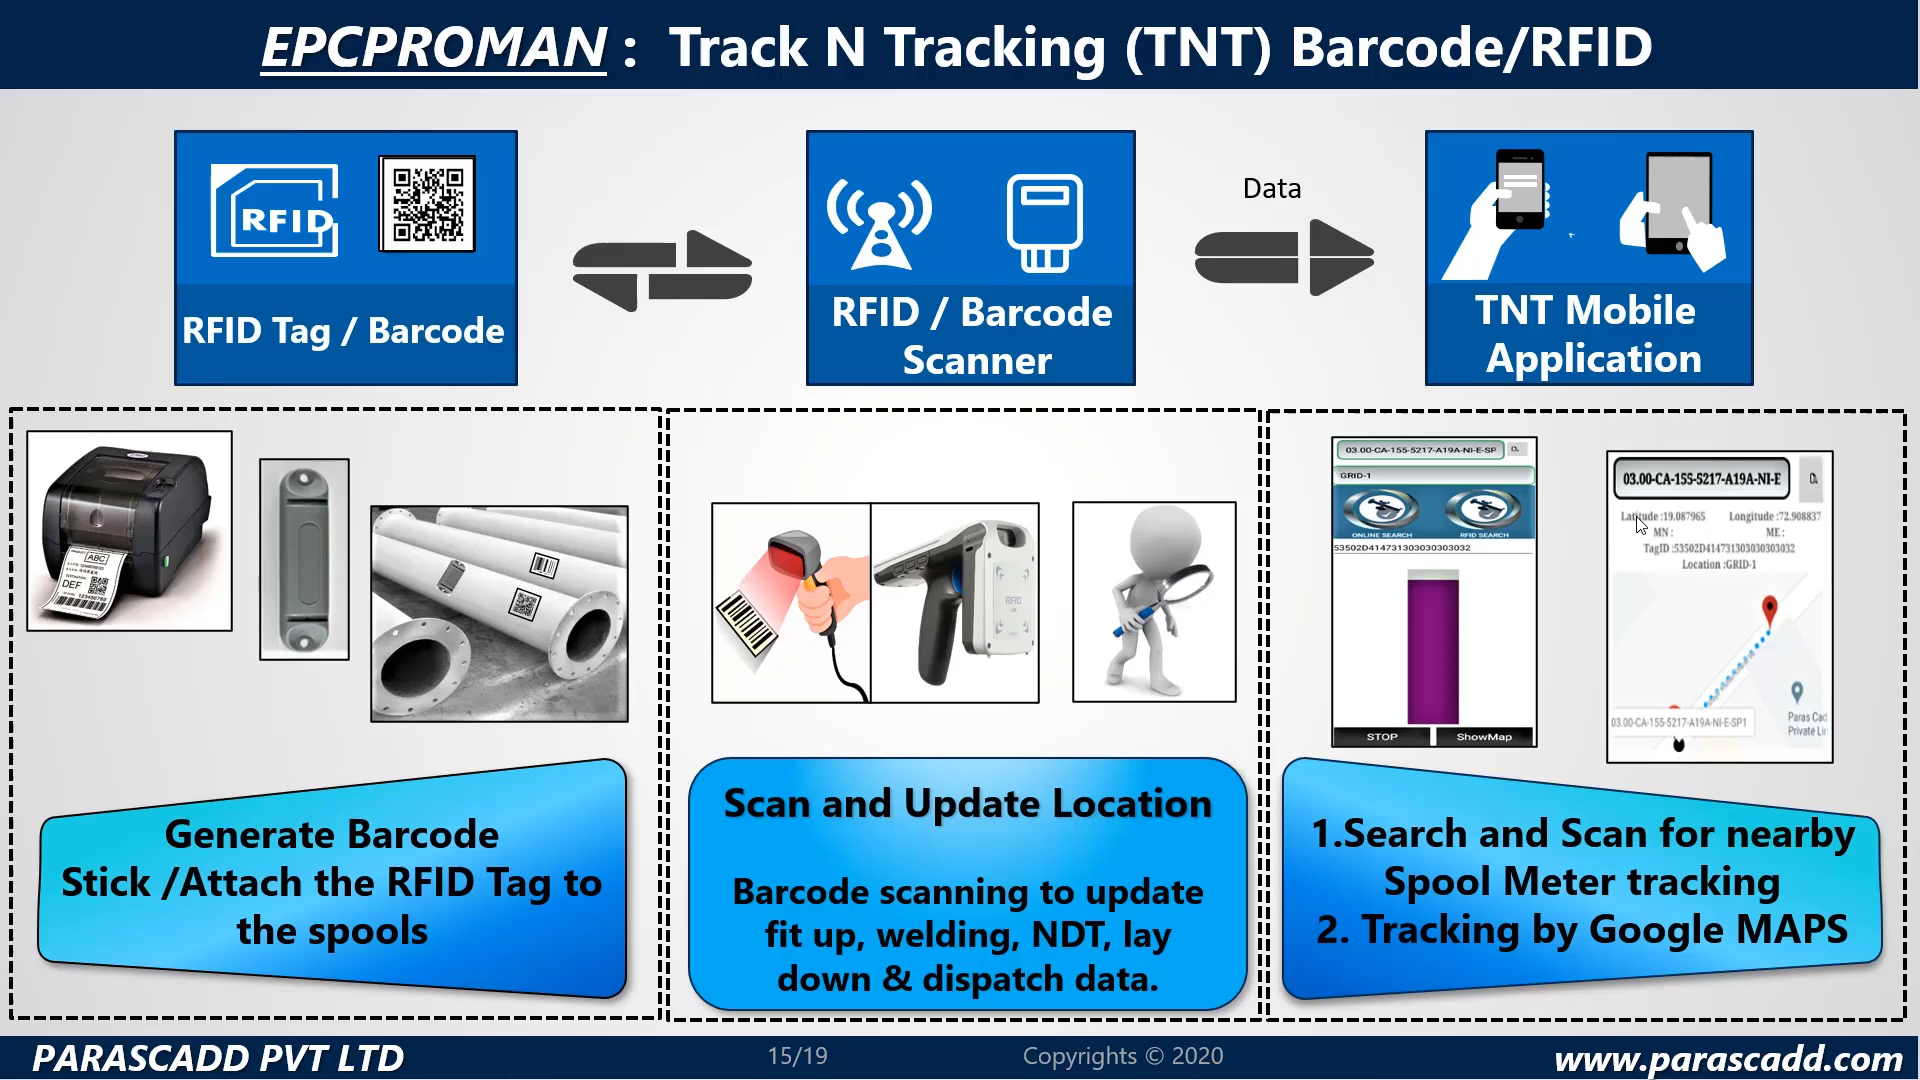 EPCPROMAN : Track N Tracking (TNT) Barcode/RFID
RFID
RFID Tag / Barcode
RFID / Barcode
Scanner
Data
TNT Mobile
Application
ABC
DEF
RFID
03.00-CA-155-5217-A19A-NI-E-SP
GRID-1
ONLINE SEARCH
RFID SEARCH
53502D414731303030303032
STOP
ShowMap
03.00-CA-155-5217-A19A-NI-E
Latitude :19.087965 Longitude :72.908837
MN : ME :
TagID :53502D414731303030303032
Location :GRID-1
03.00-CA-155-5217-A19A-NI-E-SP1
Paras Cad
Private Lir
Generate Barcode
Stick /Attach the RFID Tag to
the spools
Scan and Update Location
Barcode scanning to update
fit up, welding, NDT, lay
down & dispatch data.
1.Search and Scan for nearby
Spool Meter tracking
2. Tracking by Google MAPS
PARASCADD PVT LTD
15/19
Copyrights © 2020
www.parascadd.com